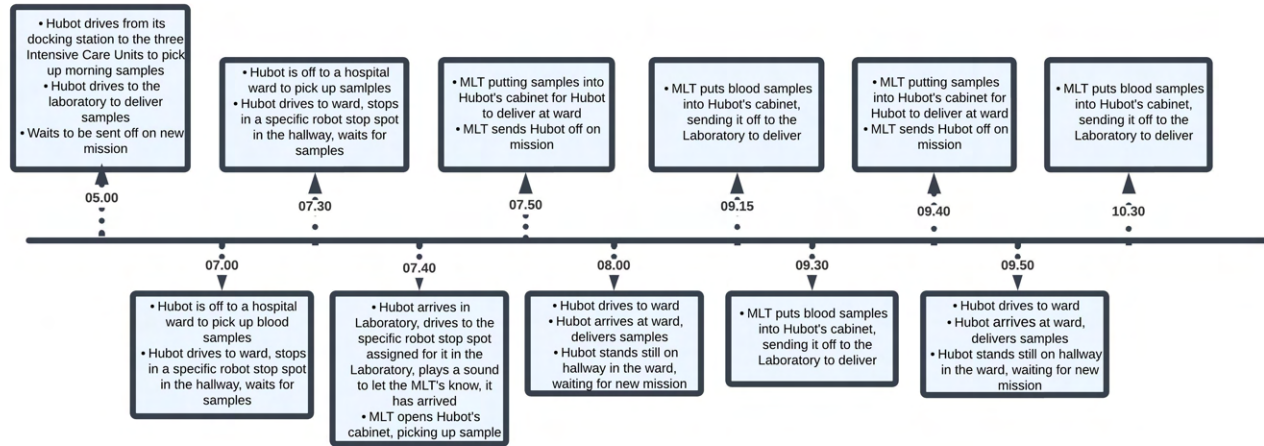 • Hubot drives from its
docking station to the three
Intensive Care Units to pick
up morning samples
• Hubot drives to the
laboratory to deliver
samples
• Waits to be sent off on new
mission
05.00
• Hubot is off to a hospital
ward to pick up blood
samples
• Hubot drives to ward, stops
in a specific robot stop spot
in the hallway, waits for
samples
07.00
• Hubot is off to a hospital
ward to pick up samlples
• Hubot drives to ward, stops
in a specific robot stop spot
in the hallway, waits for
samples
07.30
07.40
• Hubot arrives in
Laboratory, drives to the
specific robot stop spot
assigned for it in the
Laboratory, plays a sound
to let the MLT's know, it
has arrived
• MLT opens Hubot's
cabinet, picking up sample
• MLT putting samples into
Hubot's cabinet for Hubot
to deliver at ward
• MLT sends Hubot off on
mission
07.50
08.00
• Hubot drives to ward
• Hubot arrives at ward,
delivers samples
• Hubot stands still on
hallway in the ward,
waiting for new mission
• MLT puts blood samples
into Hubot's cabinet,
sending it off to the
Laboratory to deliver
09.15
09.30
• MLT puts blood samples
into Hubot's cabinet,
sending it off to the
Laboratory to deliver
• MLT putting samples
into Hubot's cabinet for
Hubot to deliver at ward
• MLT sends Hubot off on
mission
09.40
09.50
• Hubot drives to ward
• Hubot arrives at ward,
delivers samples
• Hubot stands still on hallway
in the ward, waiting for new
mission
• MLT puts blood samples
into Hubot's cabinet,
sending it off to the
Laboratory to deliver
10.30